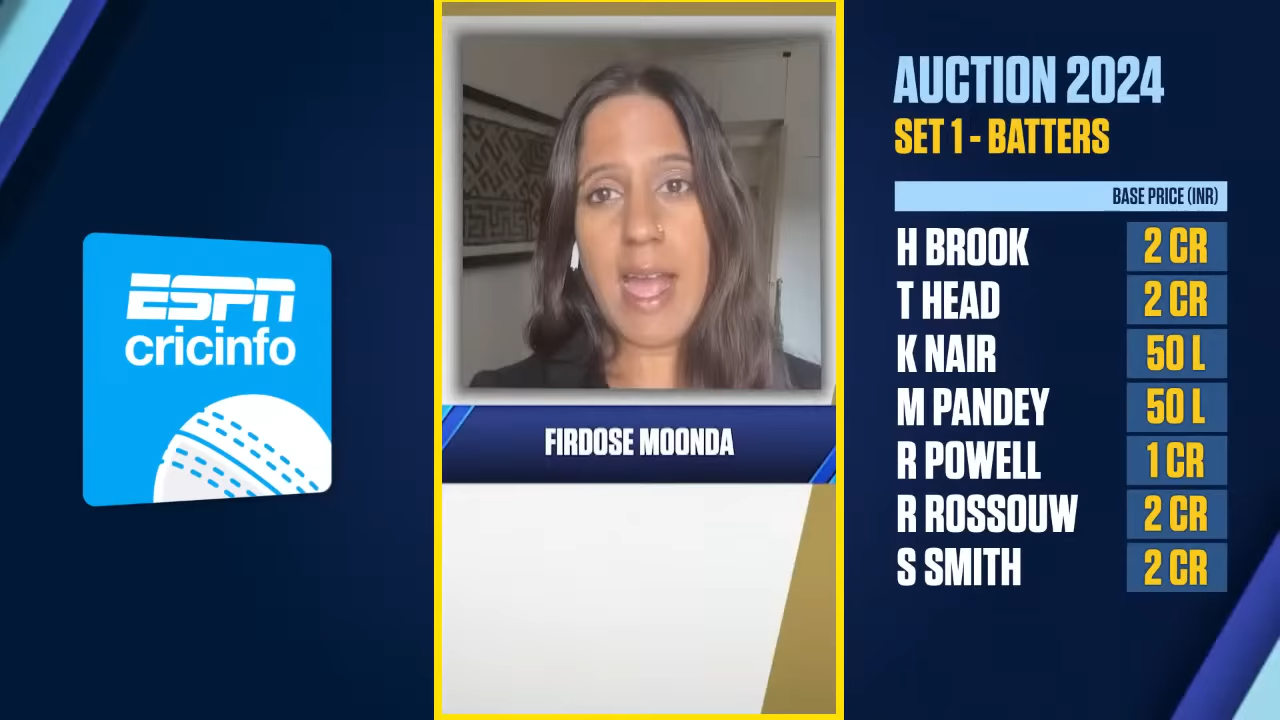 ESPN
cricinfo
FIRDOSE MOONDA
AUCTION 2024
SET 1 - BATTERS
BASE PRICE (INR)
H BROOK 2 CR
T HEAD 2 CR
K NAIR 50 L
M PANDEY 50 L
R POWELL 1 CR
R ROSSOUW 2 CR
S SMITH 2 CR